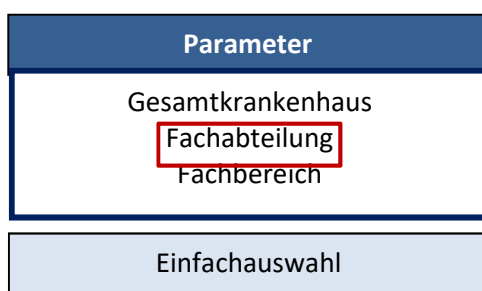 Parameter
Gesamtkrankenhaus
Fachabteilung
Fachbereich
Einfachauswahl